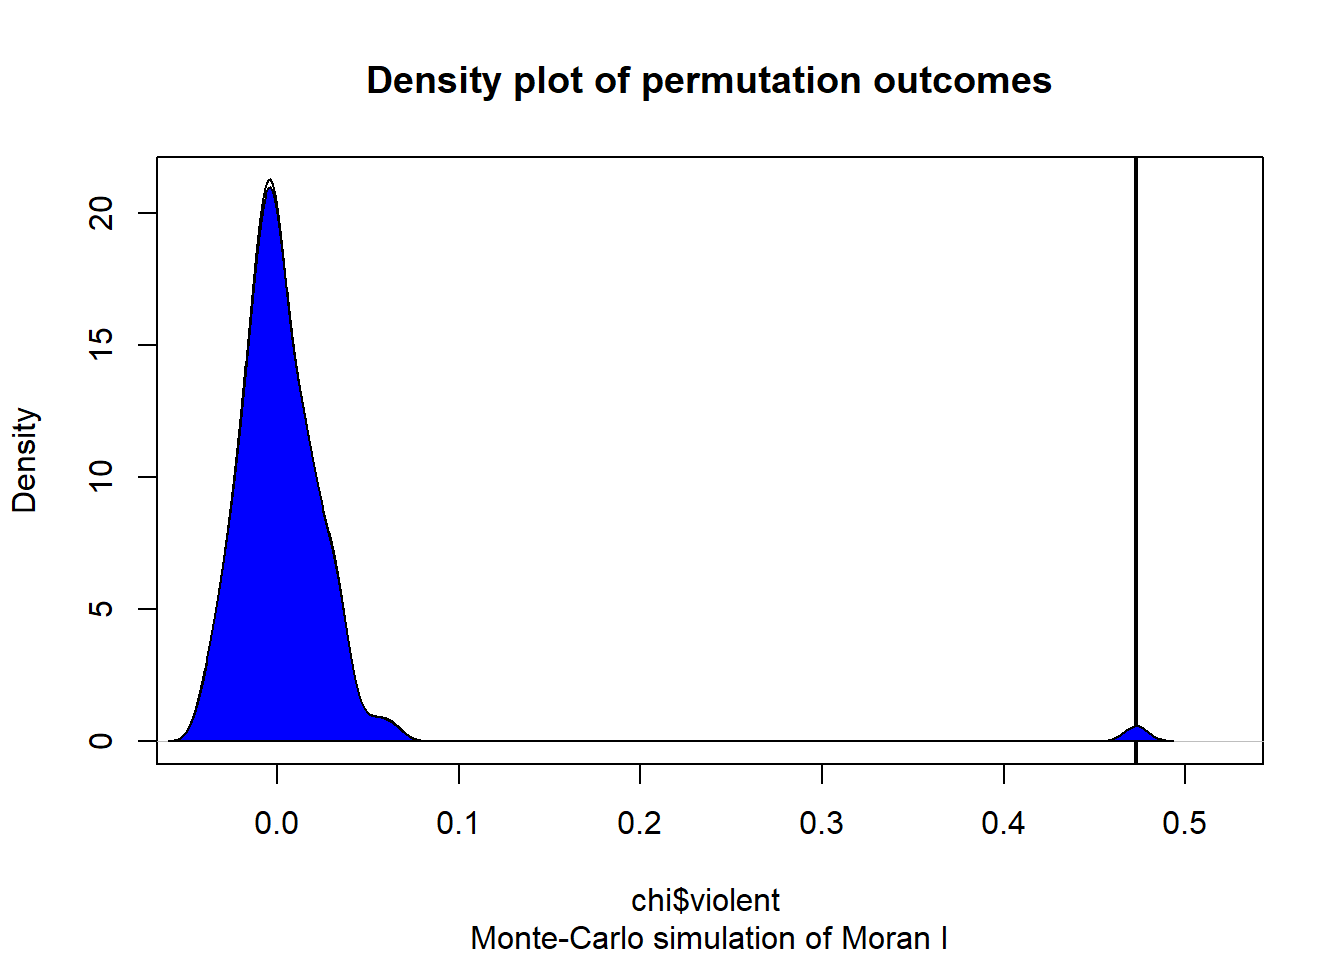 Density plot of permutation outcomes
Density
20
15
10
5
0
0.0 0.1 0.2 0.3 0.4 0.5
chi$violent
Monte-Carlo simulation of Moran I